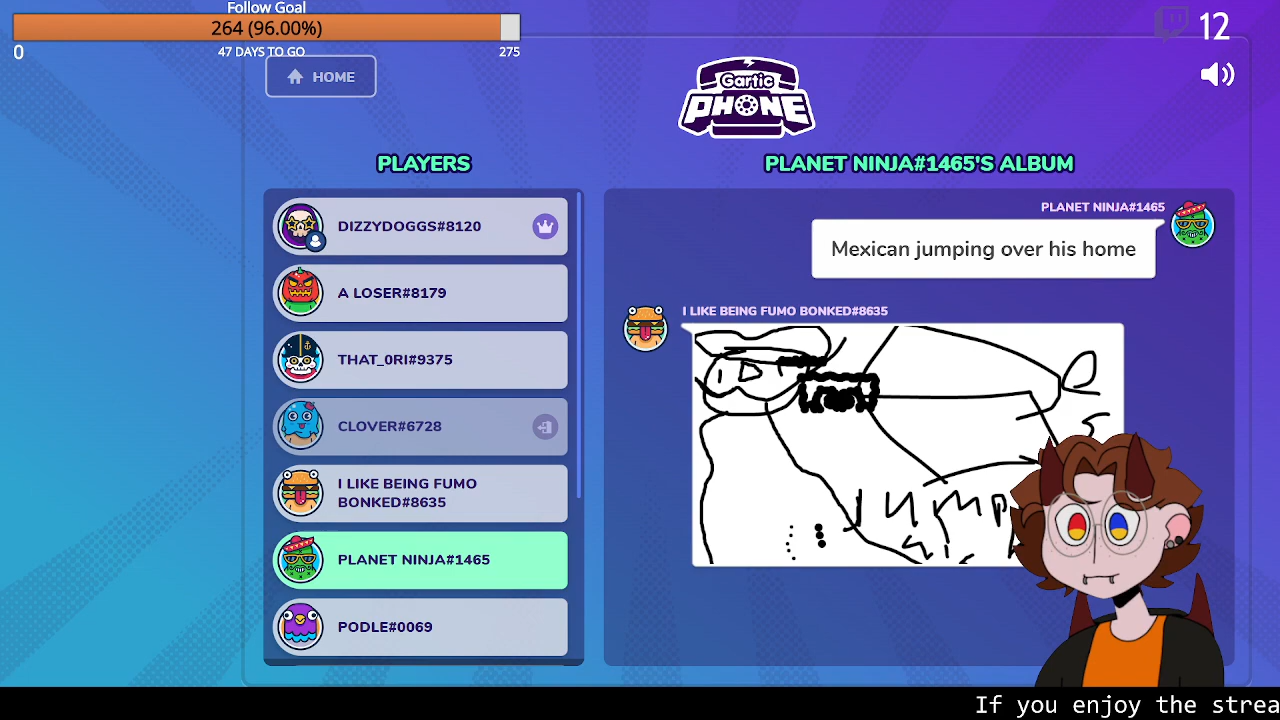 Follow Goal
264 (96.00%)
0
47 DAYS TO GO
275
12
HOME
Gartic
PHONE
PLAYERS
PLANET NINJA#1465'S ALBUM
DIZZYDOGGS#8120
A LOSER#8179
THAT_0RI#9375
CLOVER#6728
I LIKE BEING FUMO
BONKED#8635
PLANET NINJA#1465
PODLE#0069
PLANET NINJA#1465
Mexican jumping over his home
I LIKE BEING FUMO BONKED#8635
JUMP
If you enjoy the strea